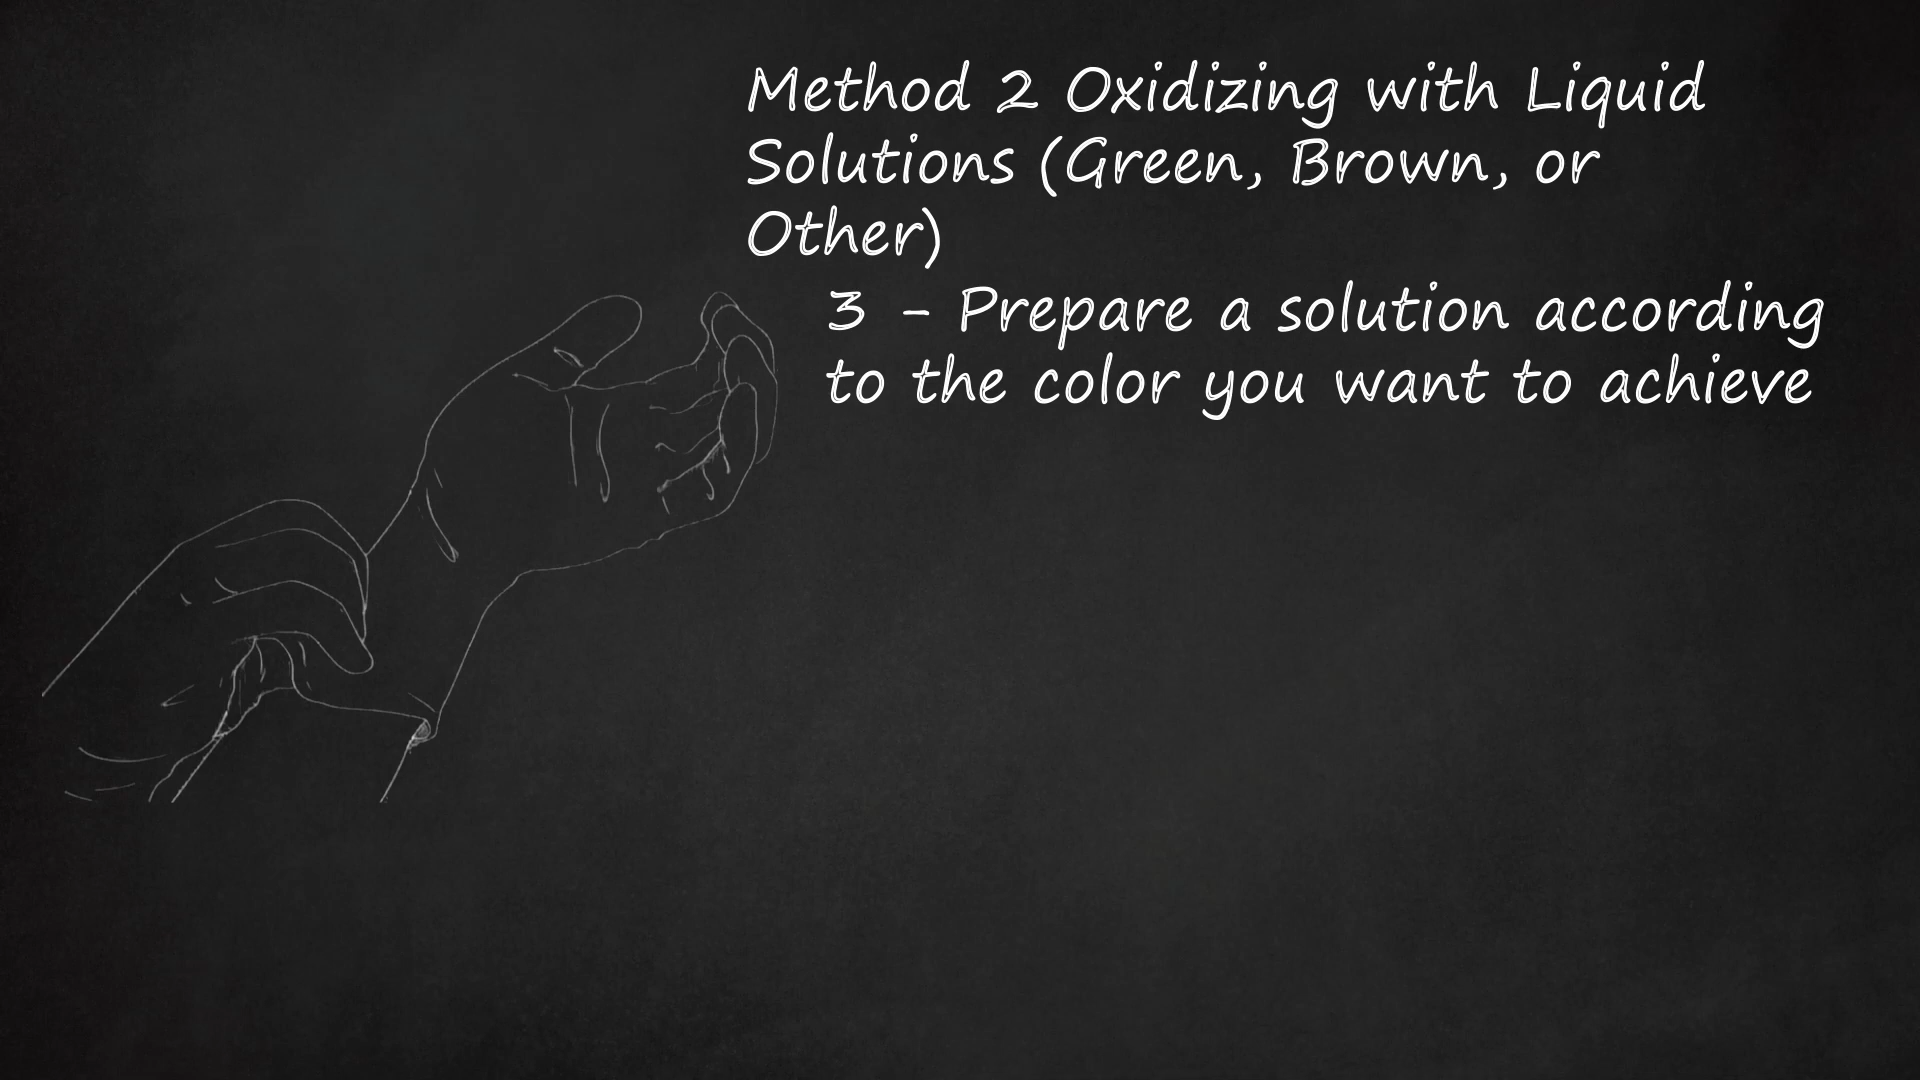 Method 2 Oxidizing with Liquid
Solutions (Green, Brown, or
Other)
3 - Prepare a solution according
to the color you want to achieve